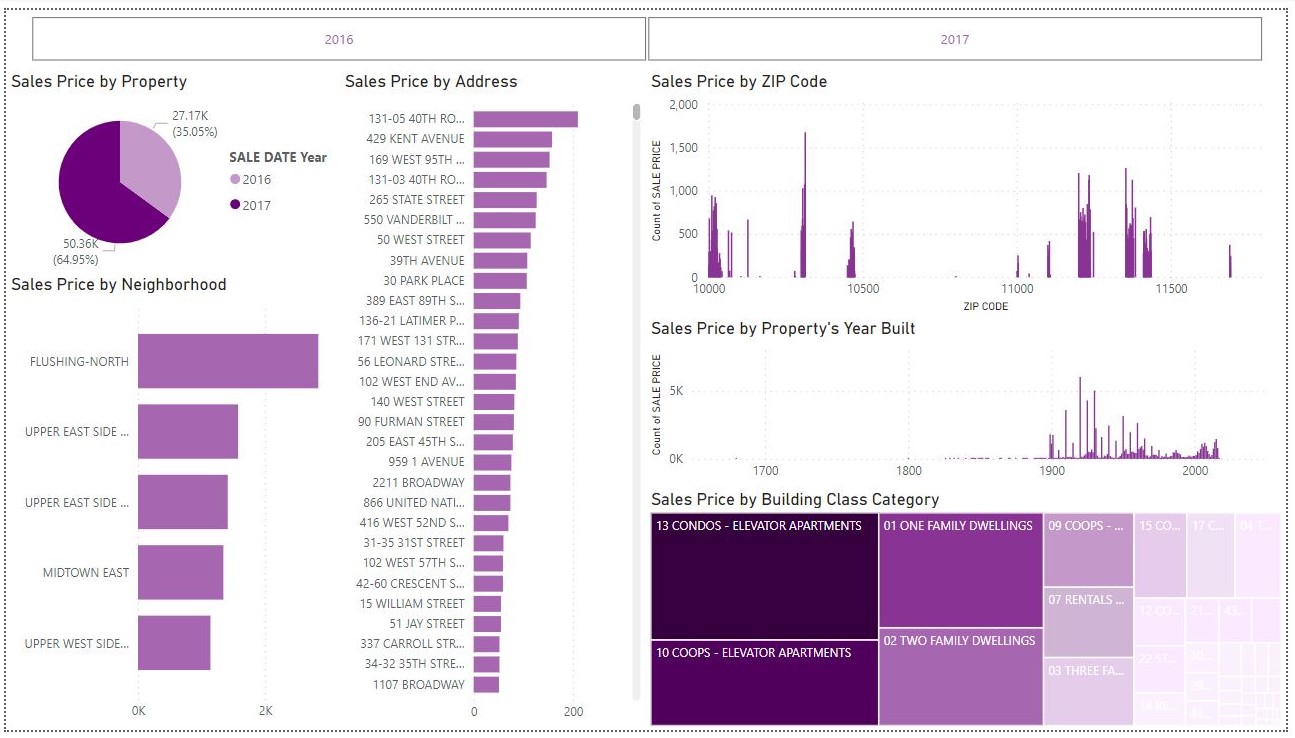 2016
2017
Sales Price by Property
27.17K
(35.05%)
50.36K
(64.95%)
SALE DATE Year
2016
2017
Sales Price by Neighborhood
FLUSHING-NORTH
UPPER EAST SIDE ...
UPPER EAST SIDE ...
MIDTOWN EAST
UPPER WEST SIDE...
0K
2K
Sales Price by Address
131-05 40TH RO...
429 KENT AVENUE
169 WEST 95TH ...
131-03 40TH RO...
265 STATE STREET
550 VANDERBILT ...
50 WEST STREET
39TH AVENUE
30 PARK PLACE
389 EAST 89TH S...
136-21 LATIMER P...
171 WEST 131 STR...
56 LEONARD STRE...
102 WEST END AV...
140 WEST STREET
90 FURMAN STREET
205 EAST 45TH S...
959 1 AVENUE
2211 BROADWAY
866 UNITED NATI...
416 WEST 52ND S...
31-35 31ST STREET
102 WEST 57TH S...
42-60 CRESCENT S...
15 WILLIAM STREET
51 JAY STREET
337 CARROLL STR...
34-32 35TH STRE...
1107 BROADWAY
0
200
Sales Price by ZIP Code
Count of SALE PRICE
2,000
1,500
1,000
500
0
10000
10500
11000
11500
ZIP CODE
Sales Price by Property's Year Built
Count of SALE PRICE
5K
0K
1700
1800
1900
2000
Sales Price by Building Class Category
13 CONDOS - ELEVATOR APARTMENTS
10 COOPS - ELEVATOR APARTMENTS
01 ONE FAMILY DWELLINGS
02 TWO FAMILY DWELLINGS
09 COOPS - ...
07 RENTALS ...
03 THREE FA...
15 CO...
17 C...
04 T...
12 CO...
22 ST...